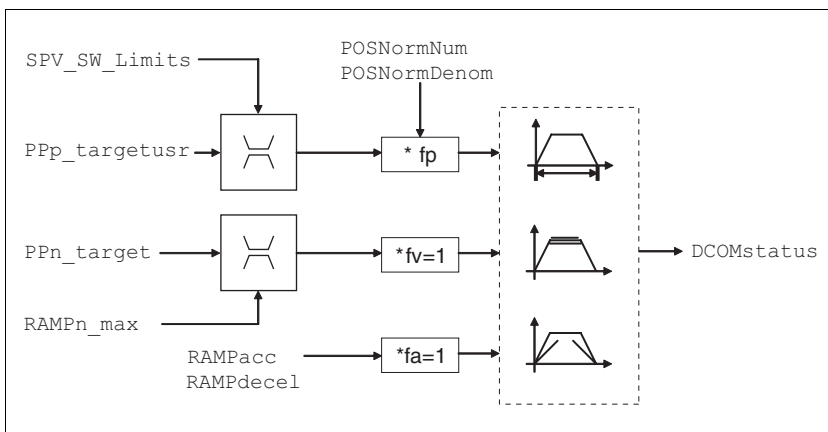 SPV_SW_Limits
POSNormNum
POSNormDenom
PPp_targetusr
* fp
PPn_target
*fv=1
DCOMstatus
RAMPn_max
RAMPacc
RAMPdecel
*fa=1